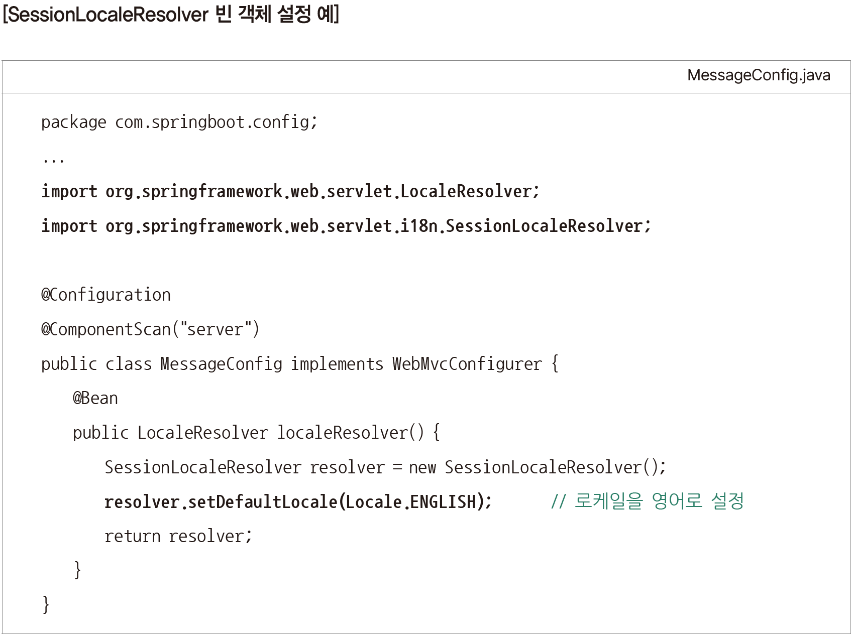 [SessionLocaleResolver 빈 객체 설정 예]
MessageConfig.java
package com.springboot.config;
...
import org.springframework.web.servlet.LocaleResolver;
import org.springframework.web.servlet.i18n.SessionLocaleResolver;
@Configuration
@ComponentScan("server")
public class MessageConfig implements WebMvcConfigurer {
@Bean
public LocaleResolver localeResolver() {
SessionLocaleResolver resolver = new SessionLocaleResolver();
resolver.setDefaultLocale(Locale.ENGLISH); // 로케일을 영어로 설정
return resolver;
}
}